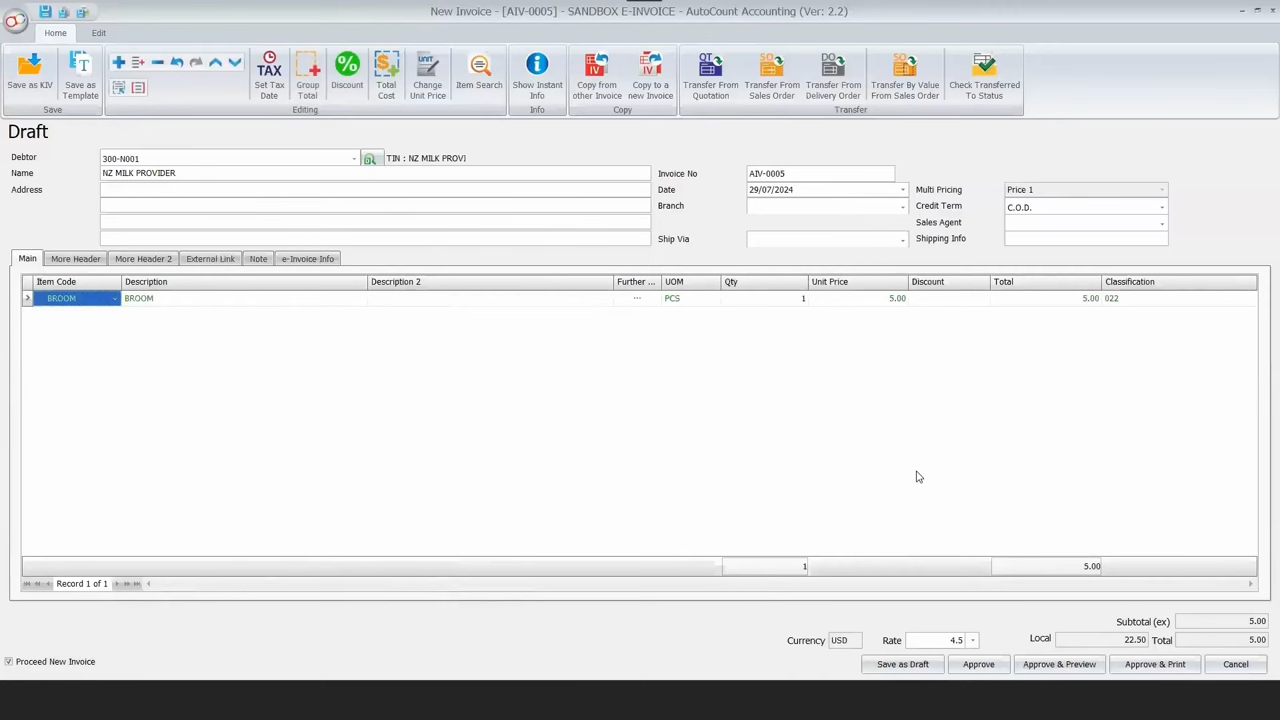 New Invoice - [AIV-0005] - SANDBOX E-INVOICE - AutoCount Accounting (Ver: 2.2)
Home Edit
Save as KIV
Save as Template
Set Tax Date
Group Total
Discount
Total Cost
Change Unit Price
Item Search
Show Instant Info
Copy from other Invoice
Copy to a new Invoice
Transfer From Quotation
Transfer From Sales Order
Transfer From Delivery Order
Transfer By Value From Sales Order
Check Transferred To Status
Save Editing Info Copy Transfer
Draft
Debtor 300-N001 TIN : NZ MILK PROVI
Name NZ MILK PROVIDER Invoice No AIV-0005
Address Date 29/07/2024 Multi Pricing Price 1
Branch Credit Term C.O.D.
Sales Agent
Ship Via Shipping Info
Main More Header More Header 2 External Link Note e-Invoice Info
Item Code Description Description 2 Further ... UOM Qty Unit Price Discount Total Classification
BROOM BROOM ... PCS 1 5.00 5.00 022
1 5.00
Record 1 of 1
Subtotal (ex) 5.00
Currency USD Rate 4.5 Local 22.50 Total 5.00
Proceed New Invoice Save as Draft Approve Approve & Preview Approve & Print Cancel